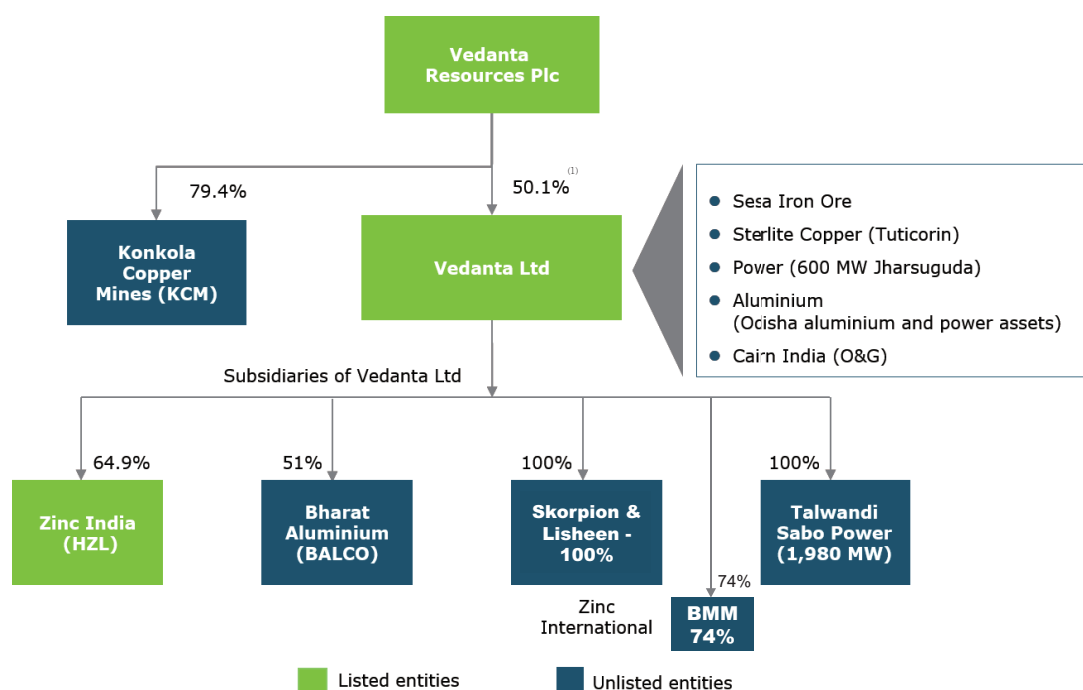 Vedanta
Resources Plc
79.4%
50.1%
(1)
Konkola
Copper
Mines (KCM)
Vedanta Ltd
Sesa Iron Ore
Sterlite Copper (Tuticorin)
Power (600 MW Jharsuguda)
Aluminium
(Odisha aluminium and power assets)
Cairn India (O&G)
Subsidiaries of Vedanta Ltd
64.9%
51%
100%
100%
Zinc India
(HZL)
Bharat
Aluminium
(BALCO)
Skorpion &
Lisheen -
100%
Talwandi
Sabo Power
(1,980 MW)
74%
Zinc
International
BMM
74%
Listed entities
Unlisted entities